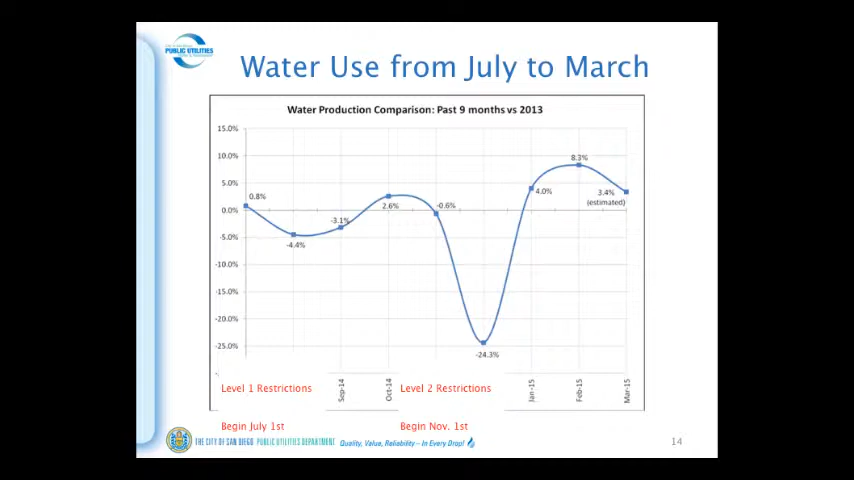 PUBLIC UTILITIES
Water Use from July to March
Water Production Comparison: Past 9 months vs 2013
15.0%
10.0%
5.0%
0.0%
-5.0%
-10.0%
-15.0%
-20.0%
-25.0%
0.8%
-4.4%
-3.1%
2.6%
-0.6%
-24.3%
4.0%
8.3%
3.4%
(estimated)
Sep-14
Oct-14
Jan-15
Feb-15
Mar-15
Level 1 Restrictions
Level 2 Restrictions
Begin July 1st
Begin Nov. 1st
THE CITY OF SAN DIEGO PUBLIC UTILITIES DEPARTMENT Quality, Value, Reliability – In Every Drop!
14